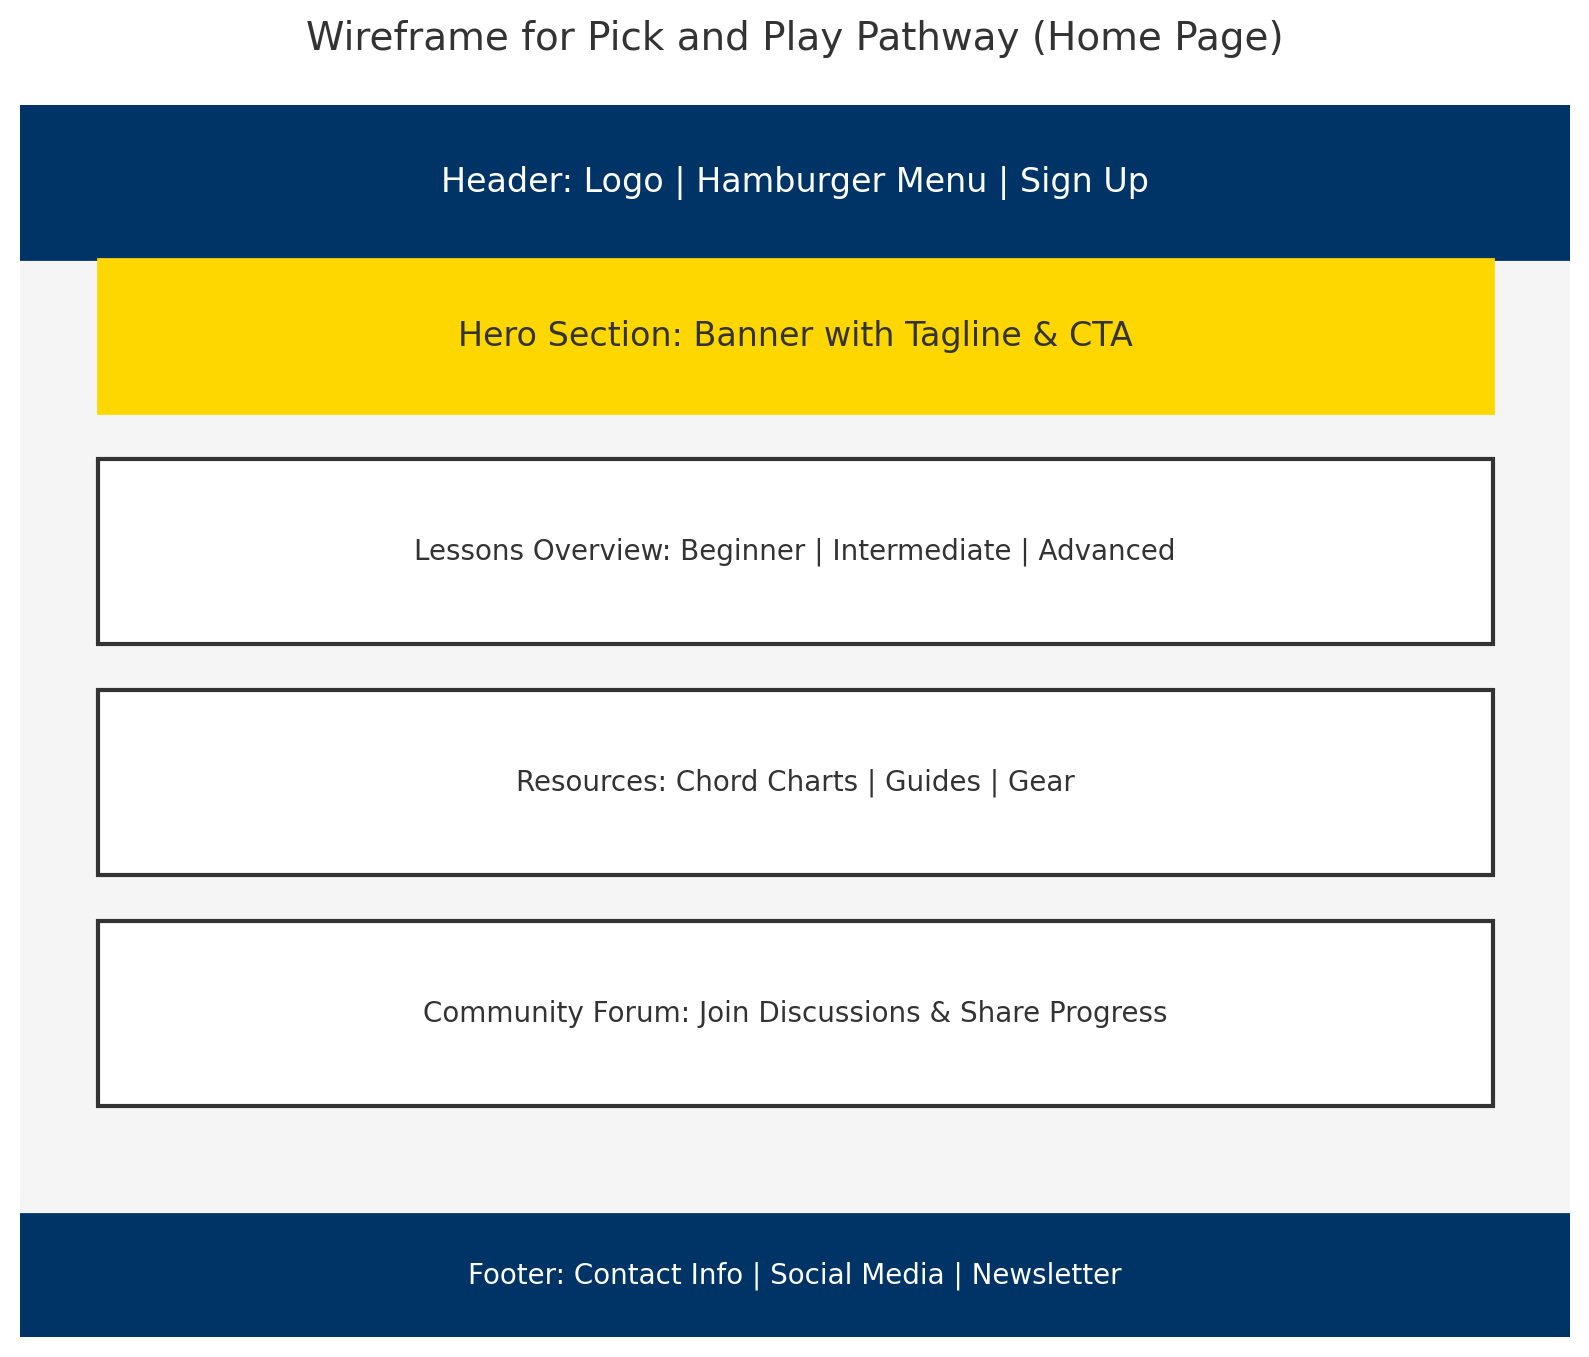 Wireframe for Pick and Play Pathway (Home Page)
Header: Logo | Hamburger Menu | Sign Up
Hero Section: Banner with Tagline & CTA
Lessons Overview: Beginner | Intermediate | Advanced
Resources: Chord Charts | Guides | Gear
Community Forum: Join Discussions & Share Progress
Footer: Contact Info | Social Media | Newsletter